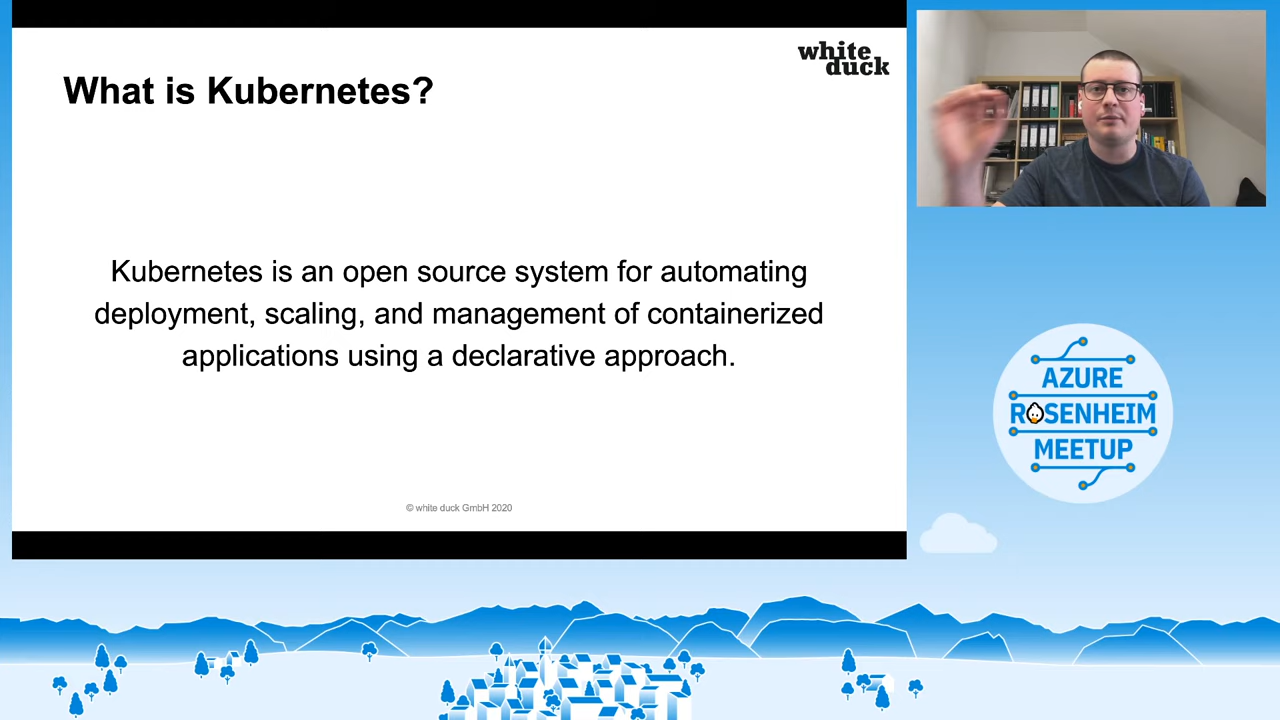 white
duck
What is Kubernetes?
Kubernetes is an open source system for automating
deployment, scaling, and management of containerized
applications using a declarative approach.
© white duck GmbH 2020
AZURE
ROSENHEIM
MEETUP